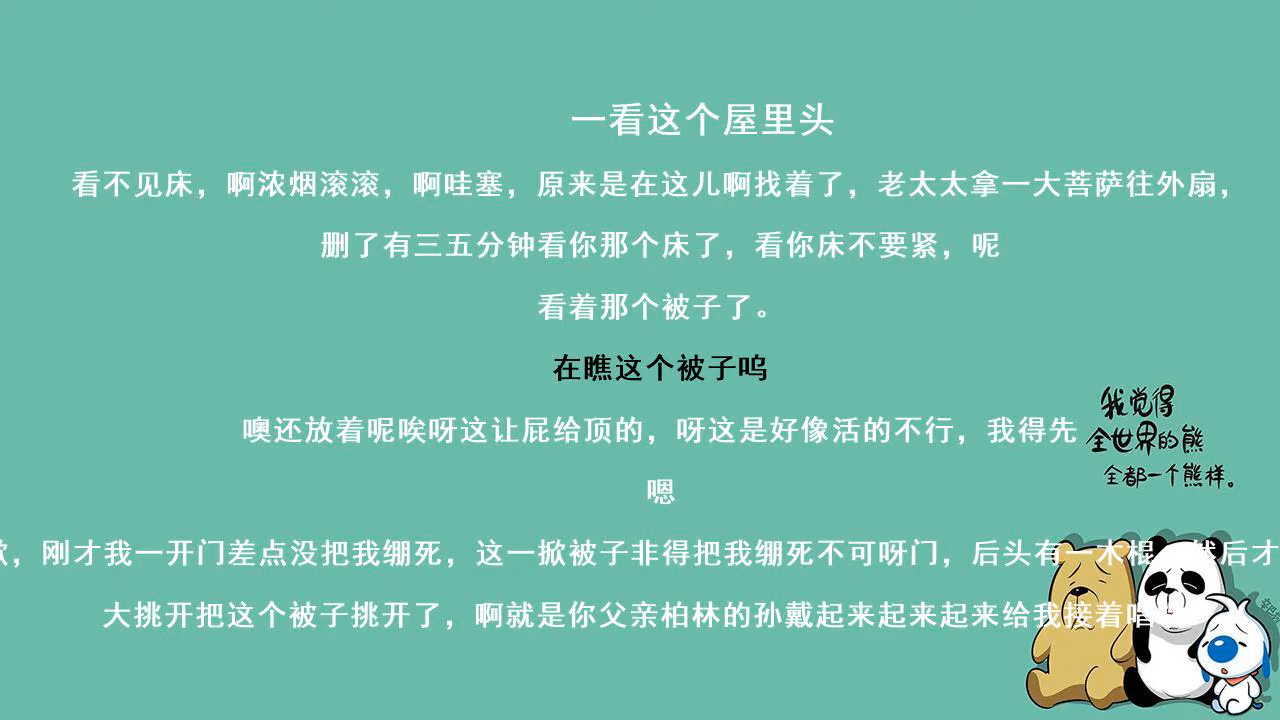 一看这个屋里头
看不见床，啊浓烟滚滚，啊哇塞，原来是在这儿啊找着了，老太太拿一大菩萨往外扇，
删了有三五分钟看你那个床了，看你床不要紧，呢
看着那个被子了。
在瞧这个被子呜
噢还放着呢唉呀这让屁给顶的，呀这是好像活的不行，我得先
嗯
，刚才我一开门差点没把我绷死，这一掀被子非得把我绷死不可呀门，后头有一木棍，然后才
大挑开把这个被子挑开了，啊就是你父亲柏林的孙戴起来起来起来给我接着唱
我觉得
全世界的熊
全都一个熊样。